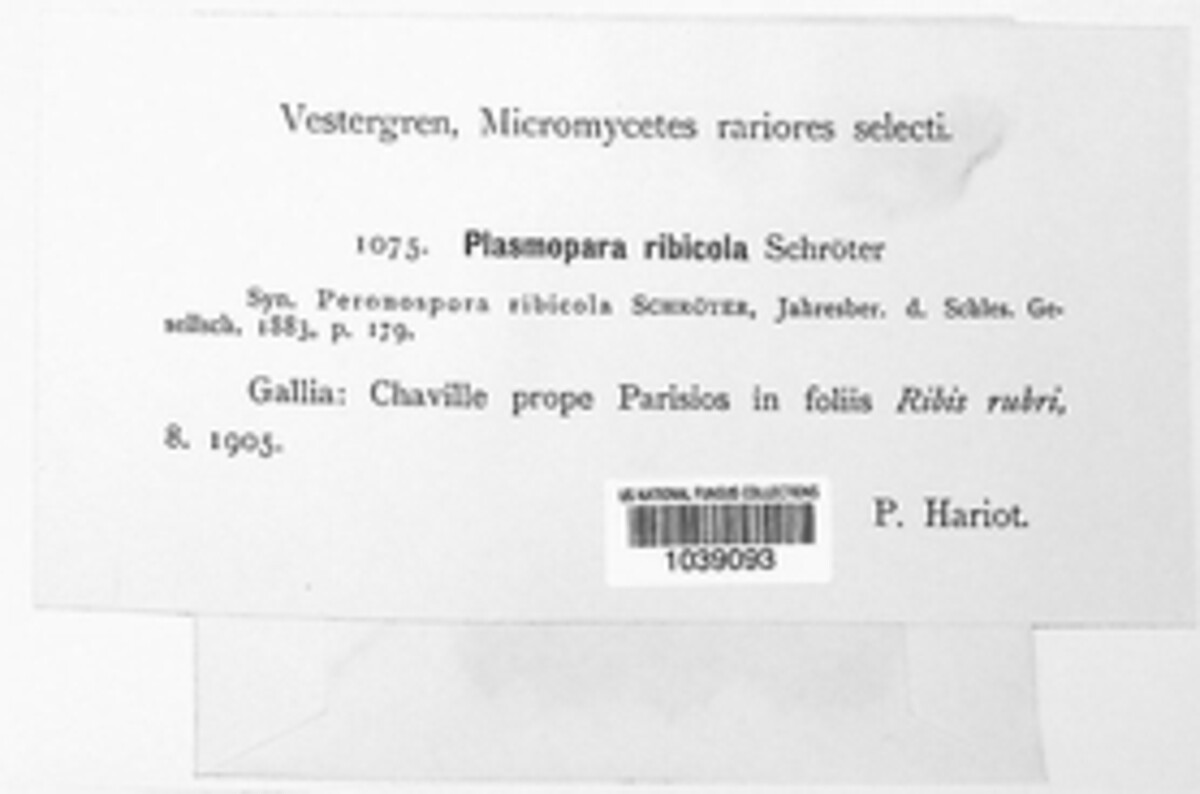 Vestergren, Micromycetes rariores selecti.
1075. Plasmopara ribicola Schröter
Syn. Peronospora ribicola SCHRÖTER, Jahresber. d. Schles. Ge-
sellsch. 1883, p. 179.
Gallia: Chaville prope Parisios in foliis Ribis rubri,
8. 1905.
P. Hariot.
US NATIONAL FUNGUS COLLECTIONS
1039093